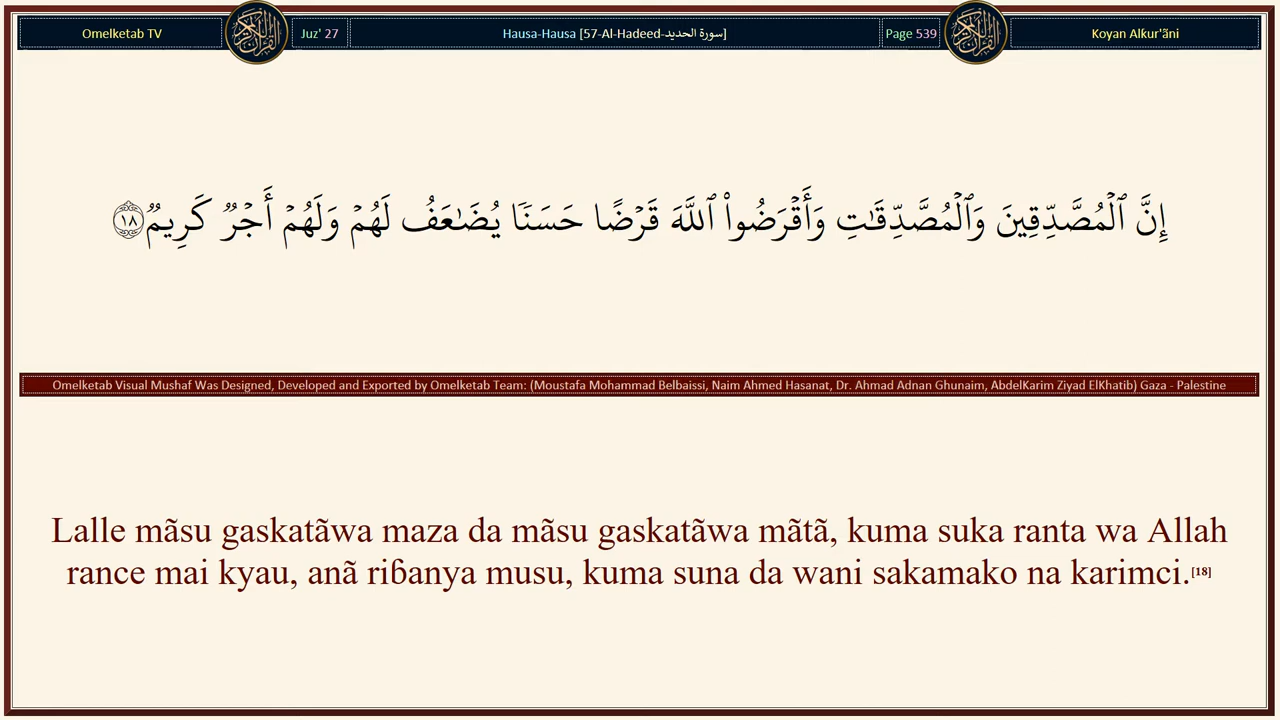 Omelketab TV
Juz' 27
Hausa-Hausa [57-Al-Hadeed-سورة الحديد]
Page 539
Koyan Alƙur'ãni
إِنَّ ٱلْمُصَّدِّقِينَ وَٱلْمُصَّدِّقَٰتِ وَأَقْرَضُوا۟ ٱللَّهَ قَرْضًا حَسَنًا يُضَٰعَفُ لَهُمْ وَلَهُمْ أَجْرٌ كَرِيمٌ ١٨
Omelketab Visual Mushaf Was Designed, Developed and Exported by Omelketab Team: (Moustafa Mohammad Belbaissi, Naim Ahmed Hasanat, Dr. Ahmad Adnan Ghunaim, AbdelKarim Ziyad ElKhatib) Gaza - Palestine
Lalle mãsu gaskatãwa maza da mãsu gaskatãwa mãtã, kuma suka ranta wa Allah
rance mai kyau, anã riɓanya musu, kuma suna da wani sakamako na karimci.[18]